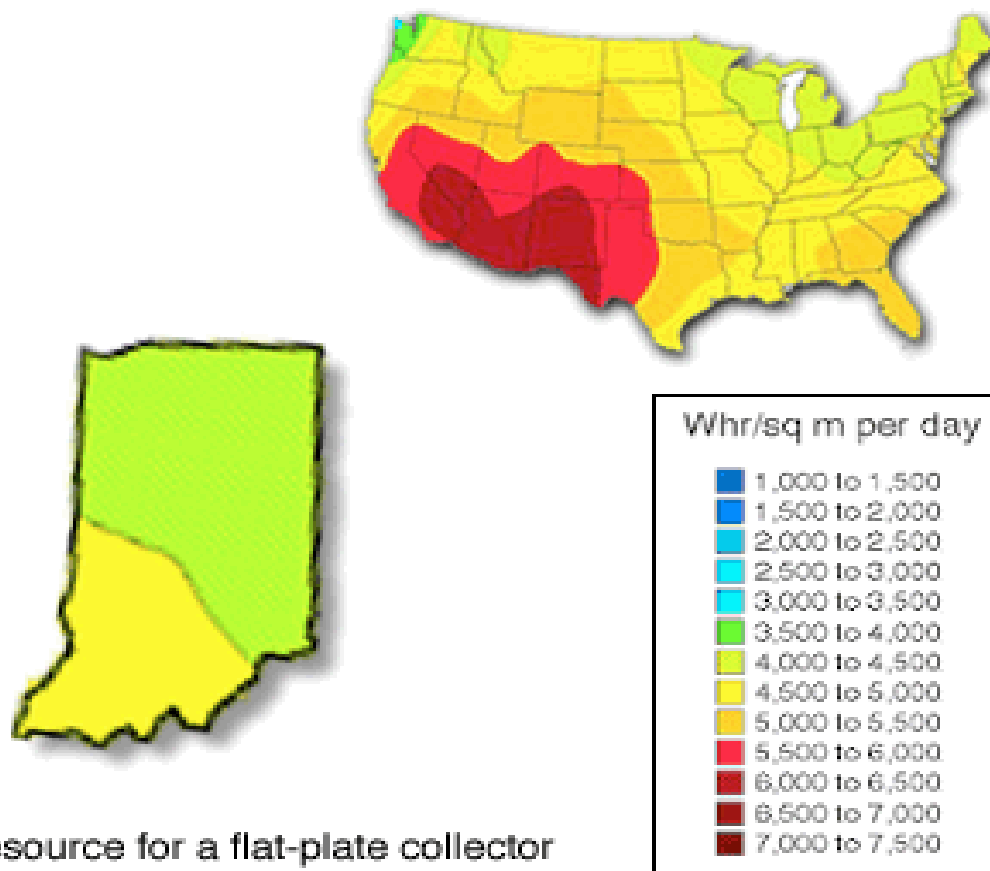 Whr/sq m per day
1,000 to 1,500
1,500 to 2,000
2,000 to 2,500
2,500 to 3,000
3,000 to 3,500
3,500 to 4,000
4,000 to 4,500
4,500 to 5,000
5,000 to 5,500
5,500 to 6,000
6,000 to 6,500
6,500 to 7,000
7,000 to 7,500
esource for a flat-plate collector